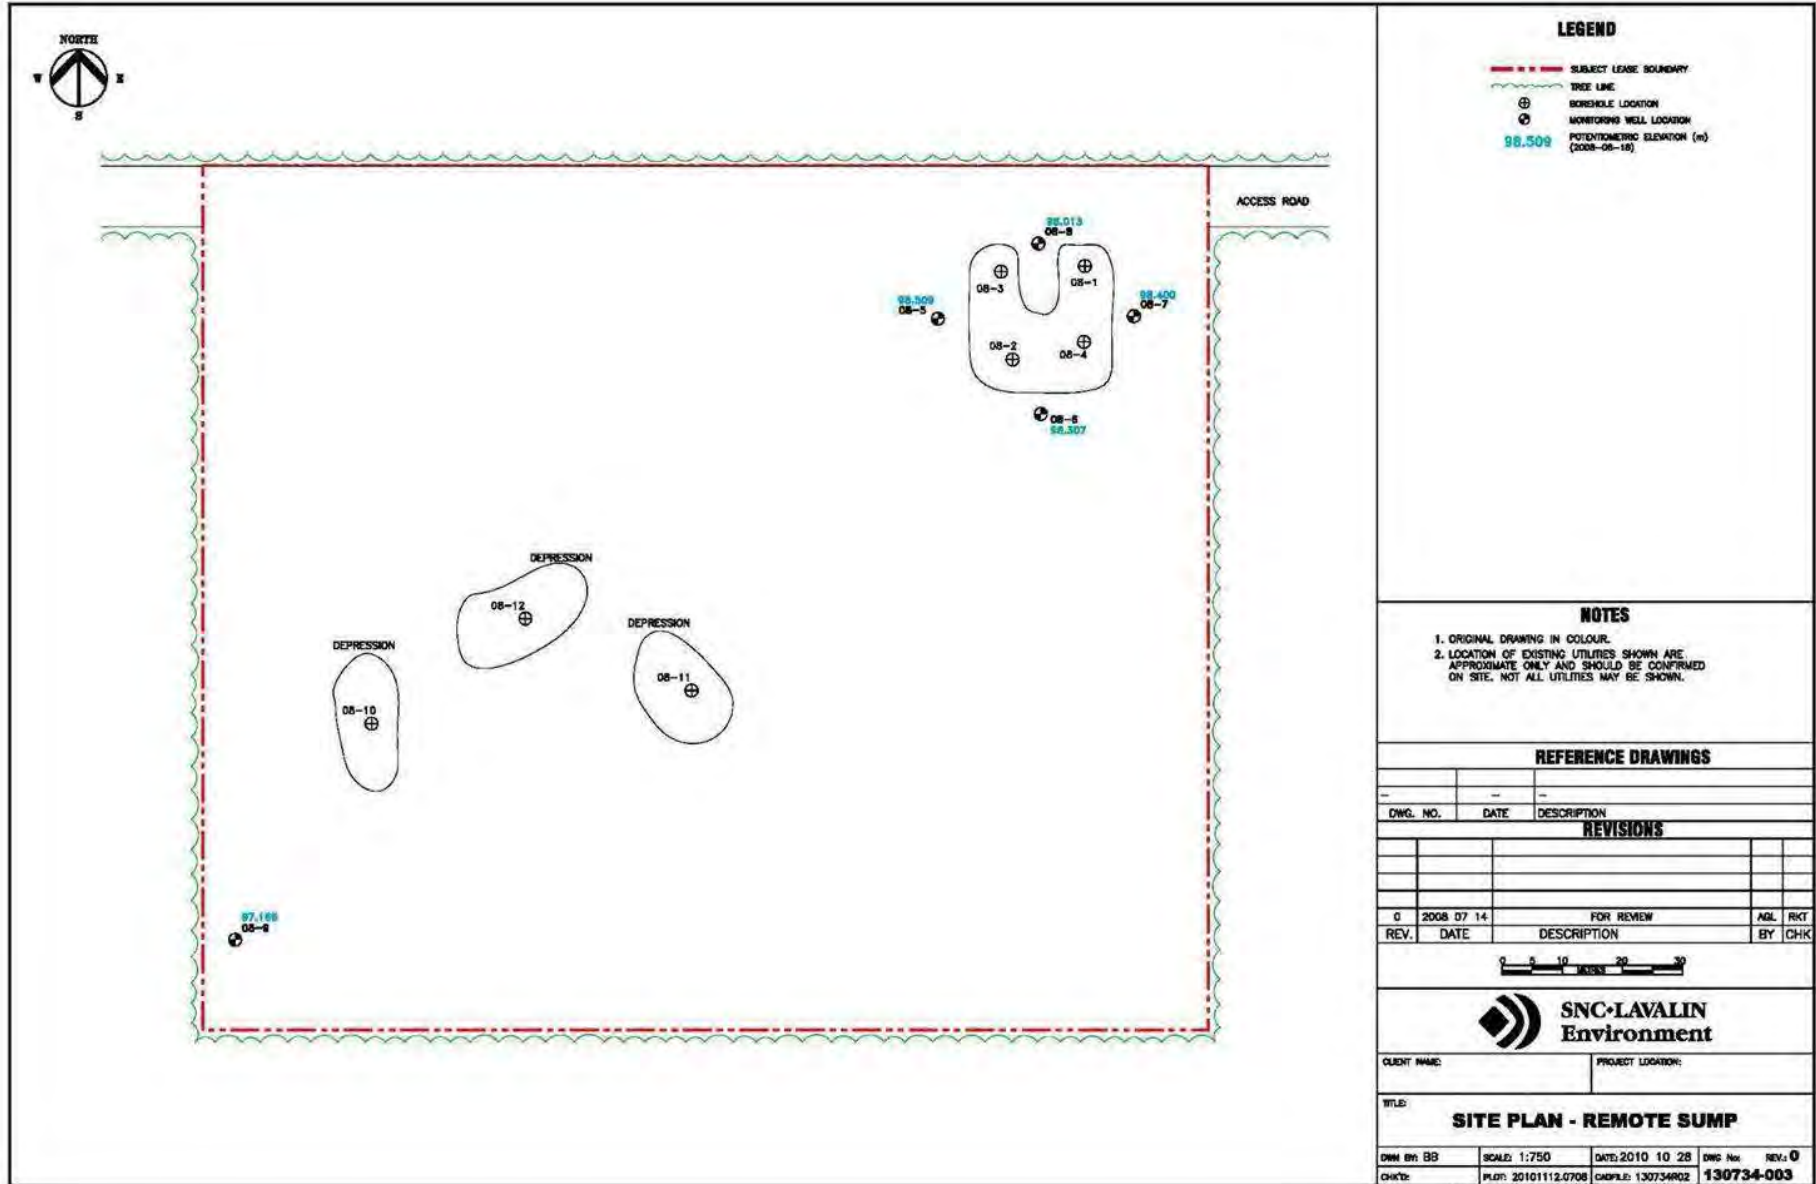 NORTH
W
E
S
ACCESS ROAD
98.013
08-8
08-3
08-1
98.509
08-5
98.400
08-7
08-2
08-4
08-6
98.307
DEPRESSION
08-12
DEPRESSION
08-11
DEPRESSION
08-10
08-9
LEGEND
SUBJECT LEASE BOUNDARY
TREE LINE
BOREHOLE LOCATION
MONITORING WELL LOCATION
98.509
POTENTIOMETRIC ELEVATION (m)
(2008-06-18)
NOTES
1. ORIGINAL DRAWING IN COLOUR.
2. LOCATION OF EXISTING UTILITIES SHOWN ARE
APPROXIMATE ONLY AND SHOULD BE CONFIRMED
ON SITE. NOT ALL UTILITIES MAY BE SHOWN.
REFERENCE DRAWINGS
- - -
DWG. NO. DATE DESCRIPTION
REVISIONS
0 2008 07 14 FOR REVIEW AGL RKT
REV. DATE DESCRIPTION BY CHK
0 5 10 20 30
METRES
SNC•LAVALIN
Environment
CLIENT NAME: PROJECT LOCATION:
TITLE:
SITE PLAN - REMOTE SUMP
DWN BY: BB SCALE: 1:750 DATE: 2010 10 28 DWG No: REV.: 0
CHK'D: PLOT: 20101112.0708 CADFILE: 130734R02 130734-003